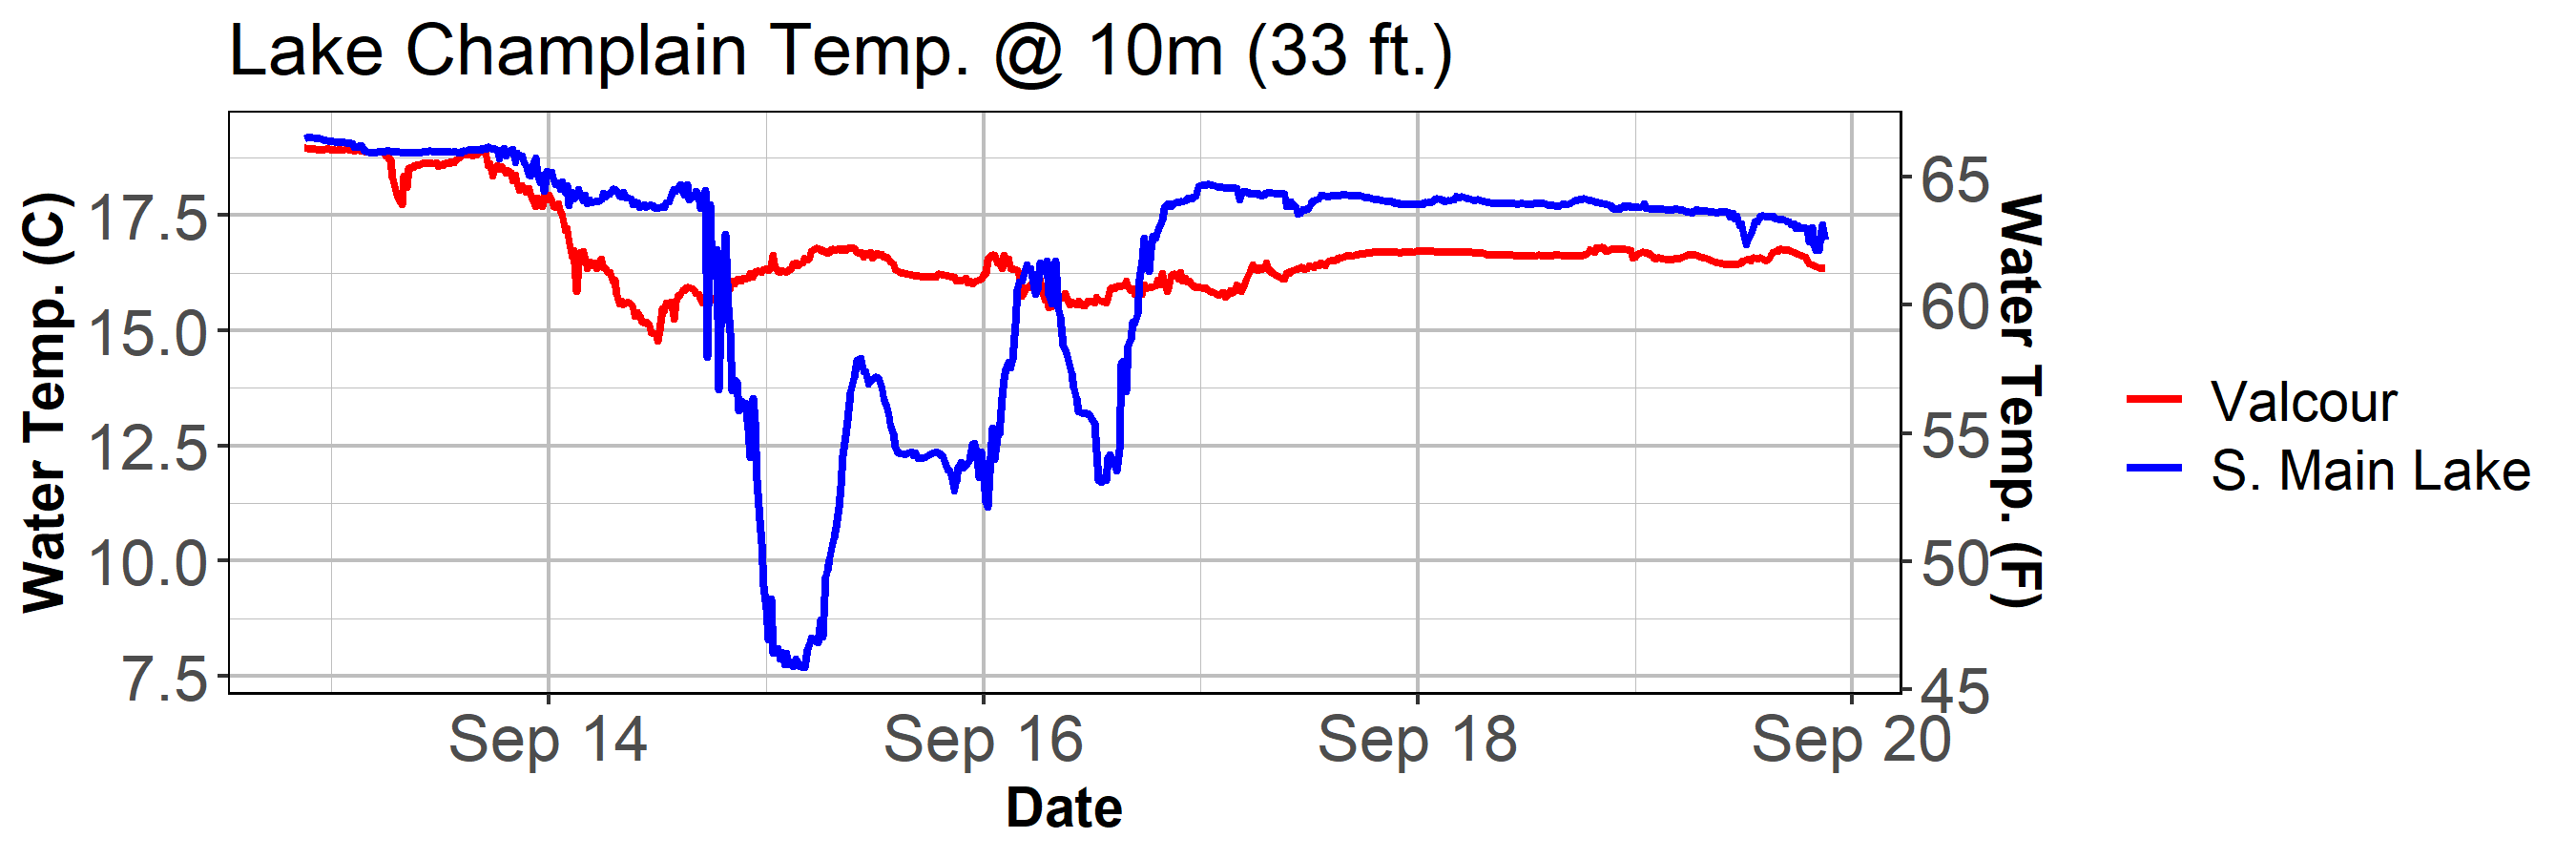 Lake Champlain Temp. @ 10m (33 ft.)
Water Temp. (C)
17.5
15.0
12.5
10.0
7.5
65
60
55
50
45
Water Temp. (F)
Sep 14 Sep 16 Sep 18 Sep 20
Date
Valcour
S. Main Lake